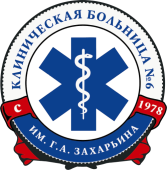 КЛИНИЧЕСКАЯ БОЛЬНИЦА №6
С 1978
ИМ. Г.А. ЗАХАРЬИНА